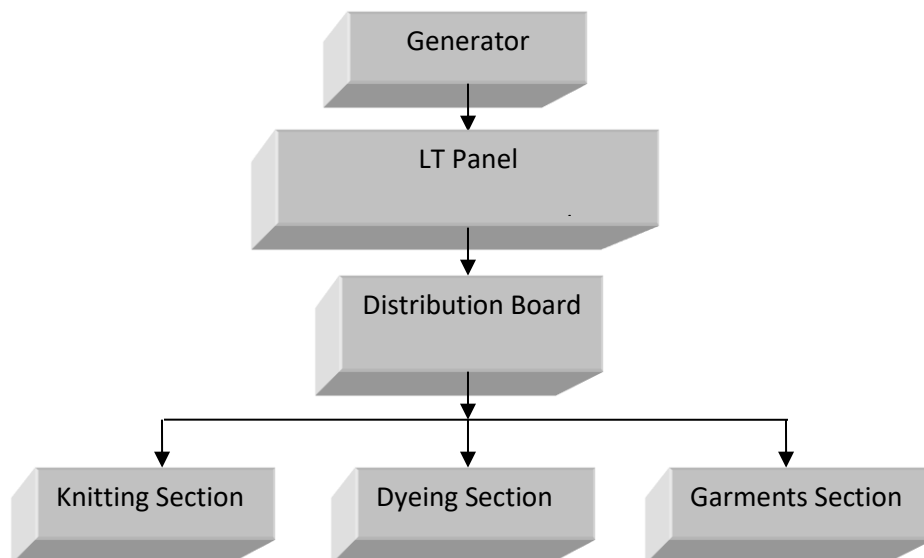 Generator
LT Panel
Distribution Board
Knitting Section
Dyeing Section
Garments Section